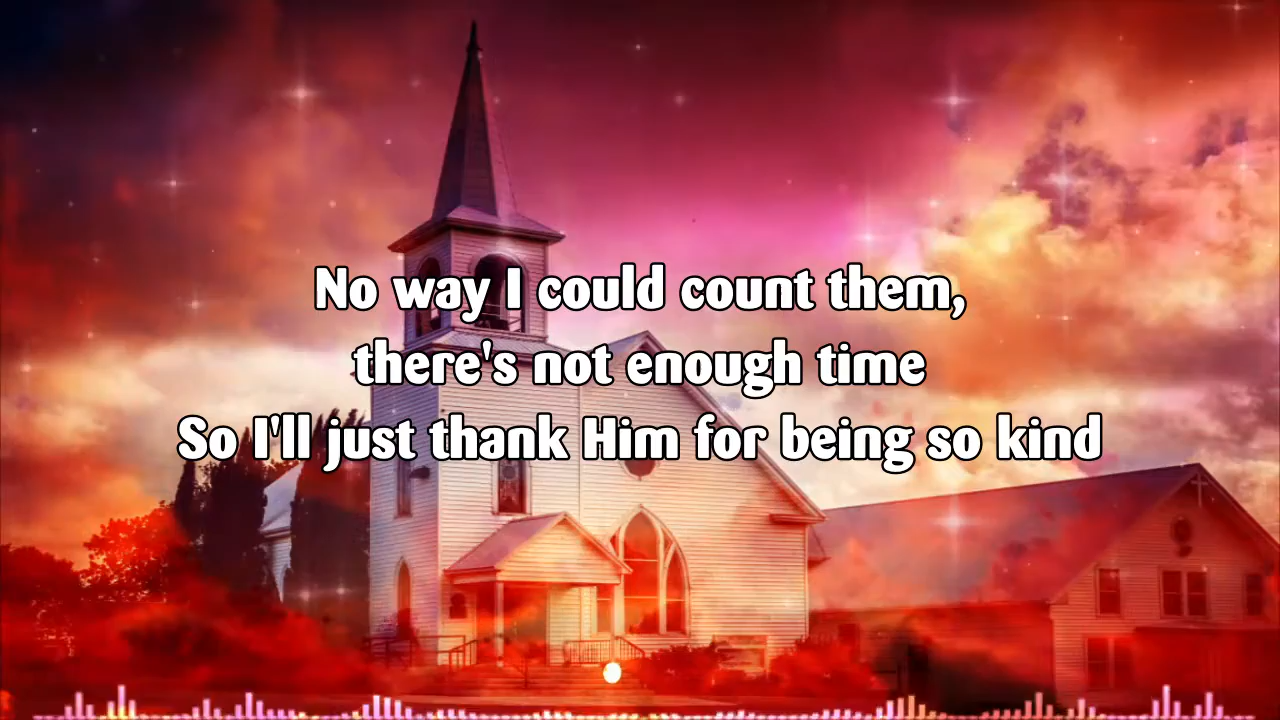 No way I could count them,
there's not enough time
So I'll just thank Him for being so kind